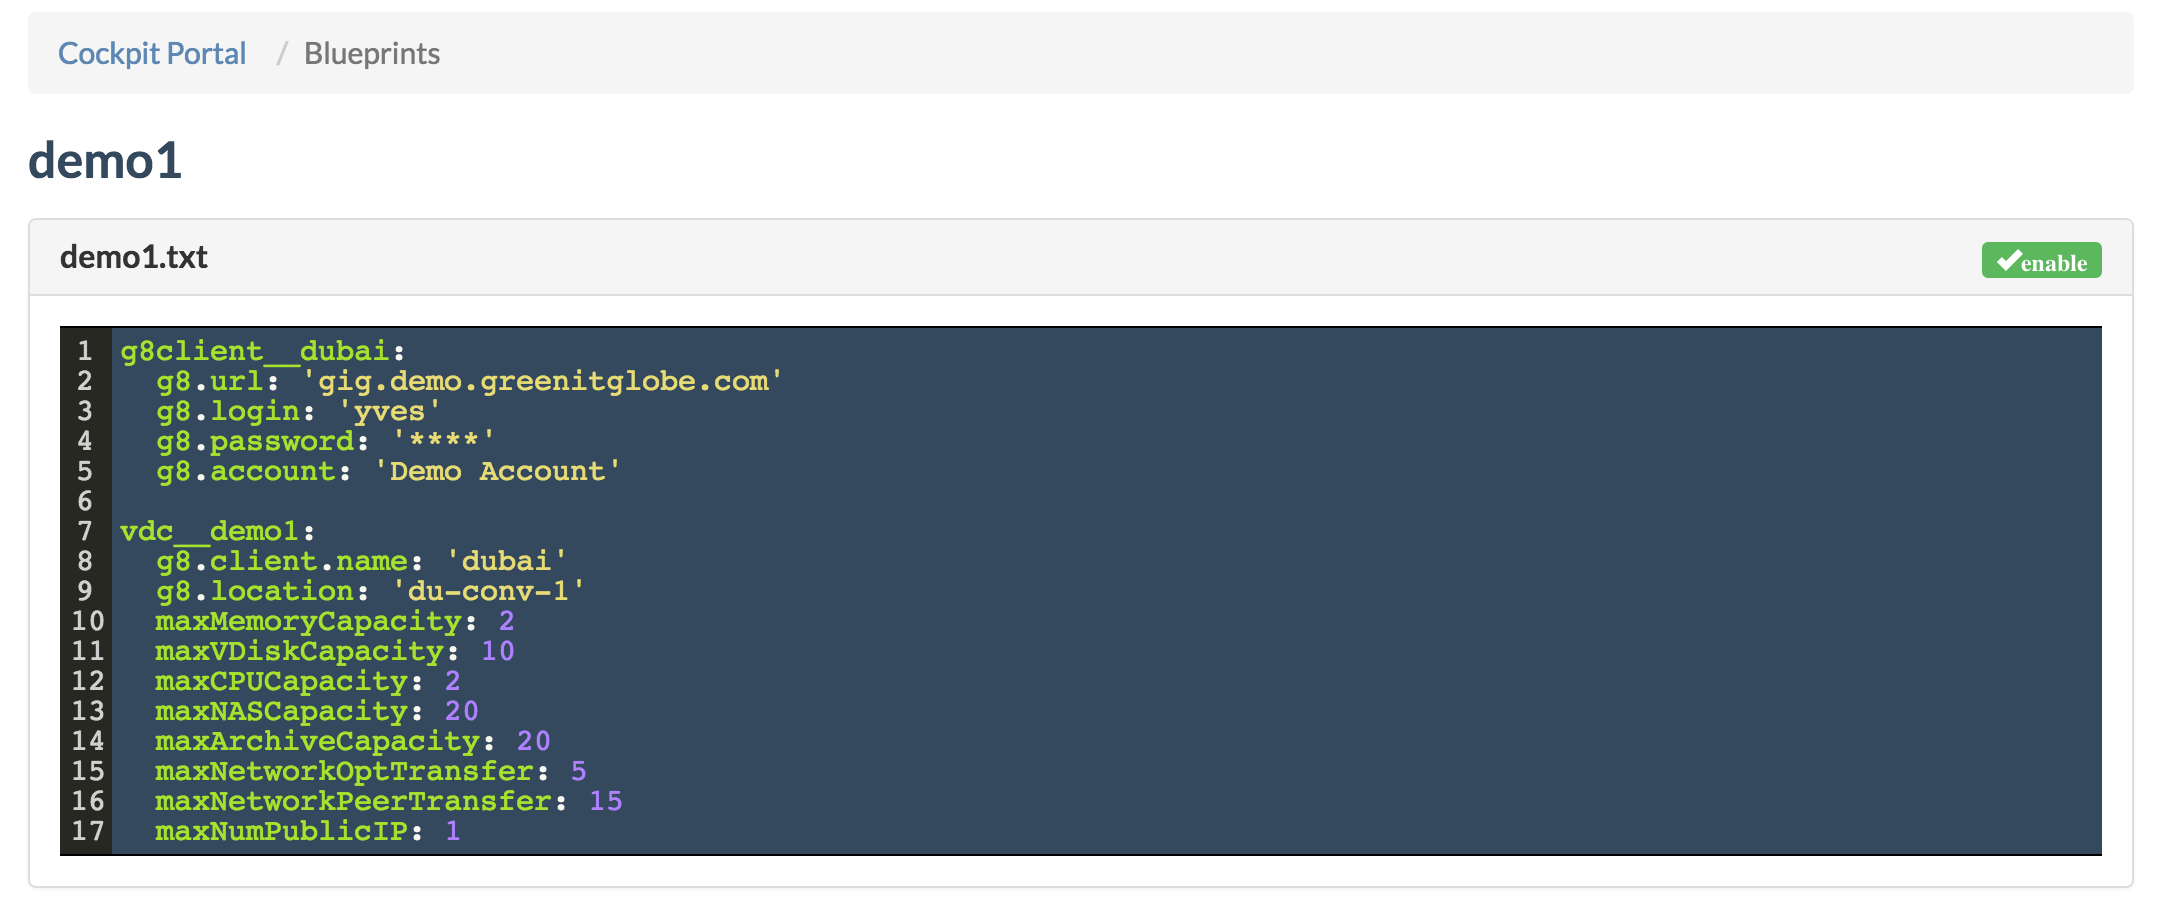 Cockpit Portal / Blueprints
demo1
demo1.txt
enable
1 g8client__dubai:
2   g8.url: 'gig.demo.greenitglobe.com'
3   g8.login: 'yves'
4   g8.password: '****'
5   g8.account: 'Demo Account'
6
7 vdc__demo1:
8   g8.client.name: 'dubai'
9   g8.location: 'du-conv-1'
10   maxMemoryCapacity: 2
11   maxVDiskCapacity: 10
12   maxCPUCapacity: 2
13   maxNASCapacity: 20
14   maxArchiveCapacity: 20
15   maxNetworkOptTransfer: 5
16   maxNetworkPeerTransfer: 15
17   maxNumPublicIP: 1